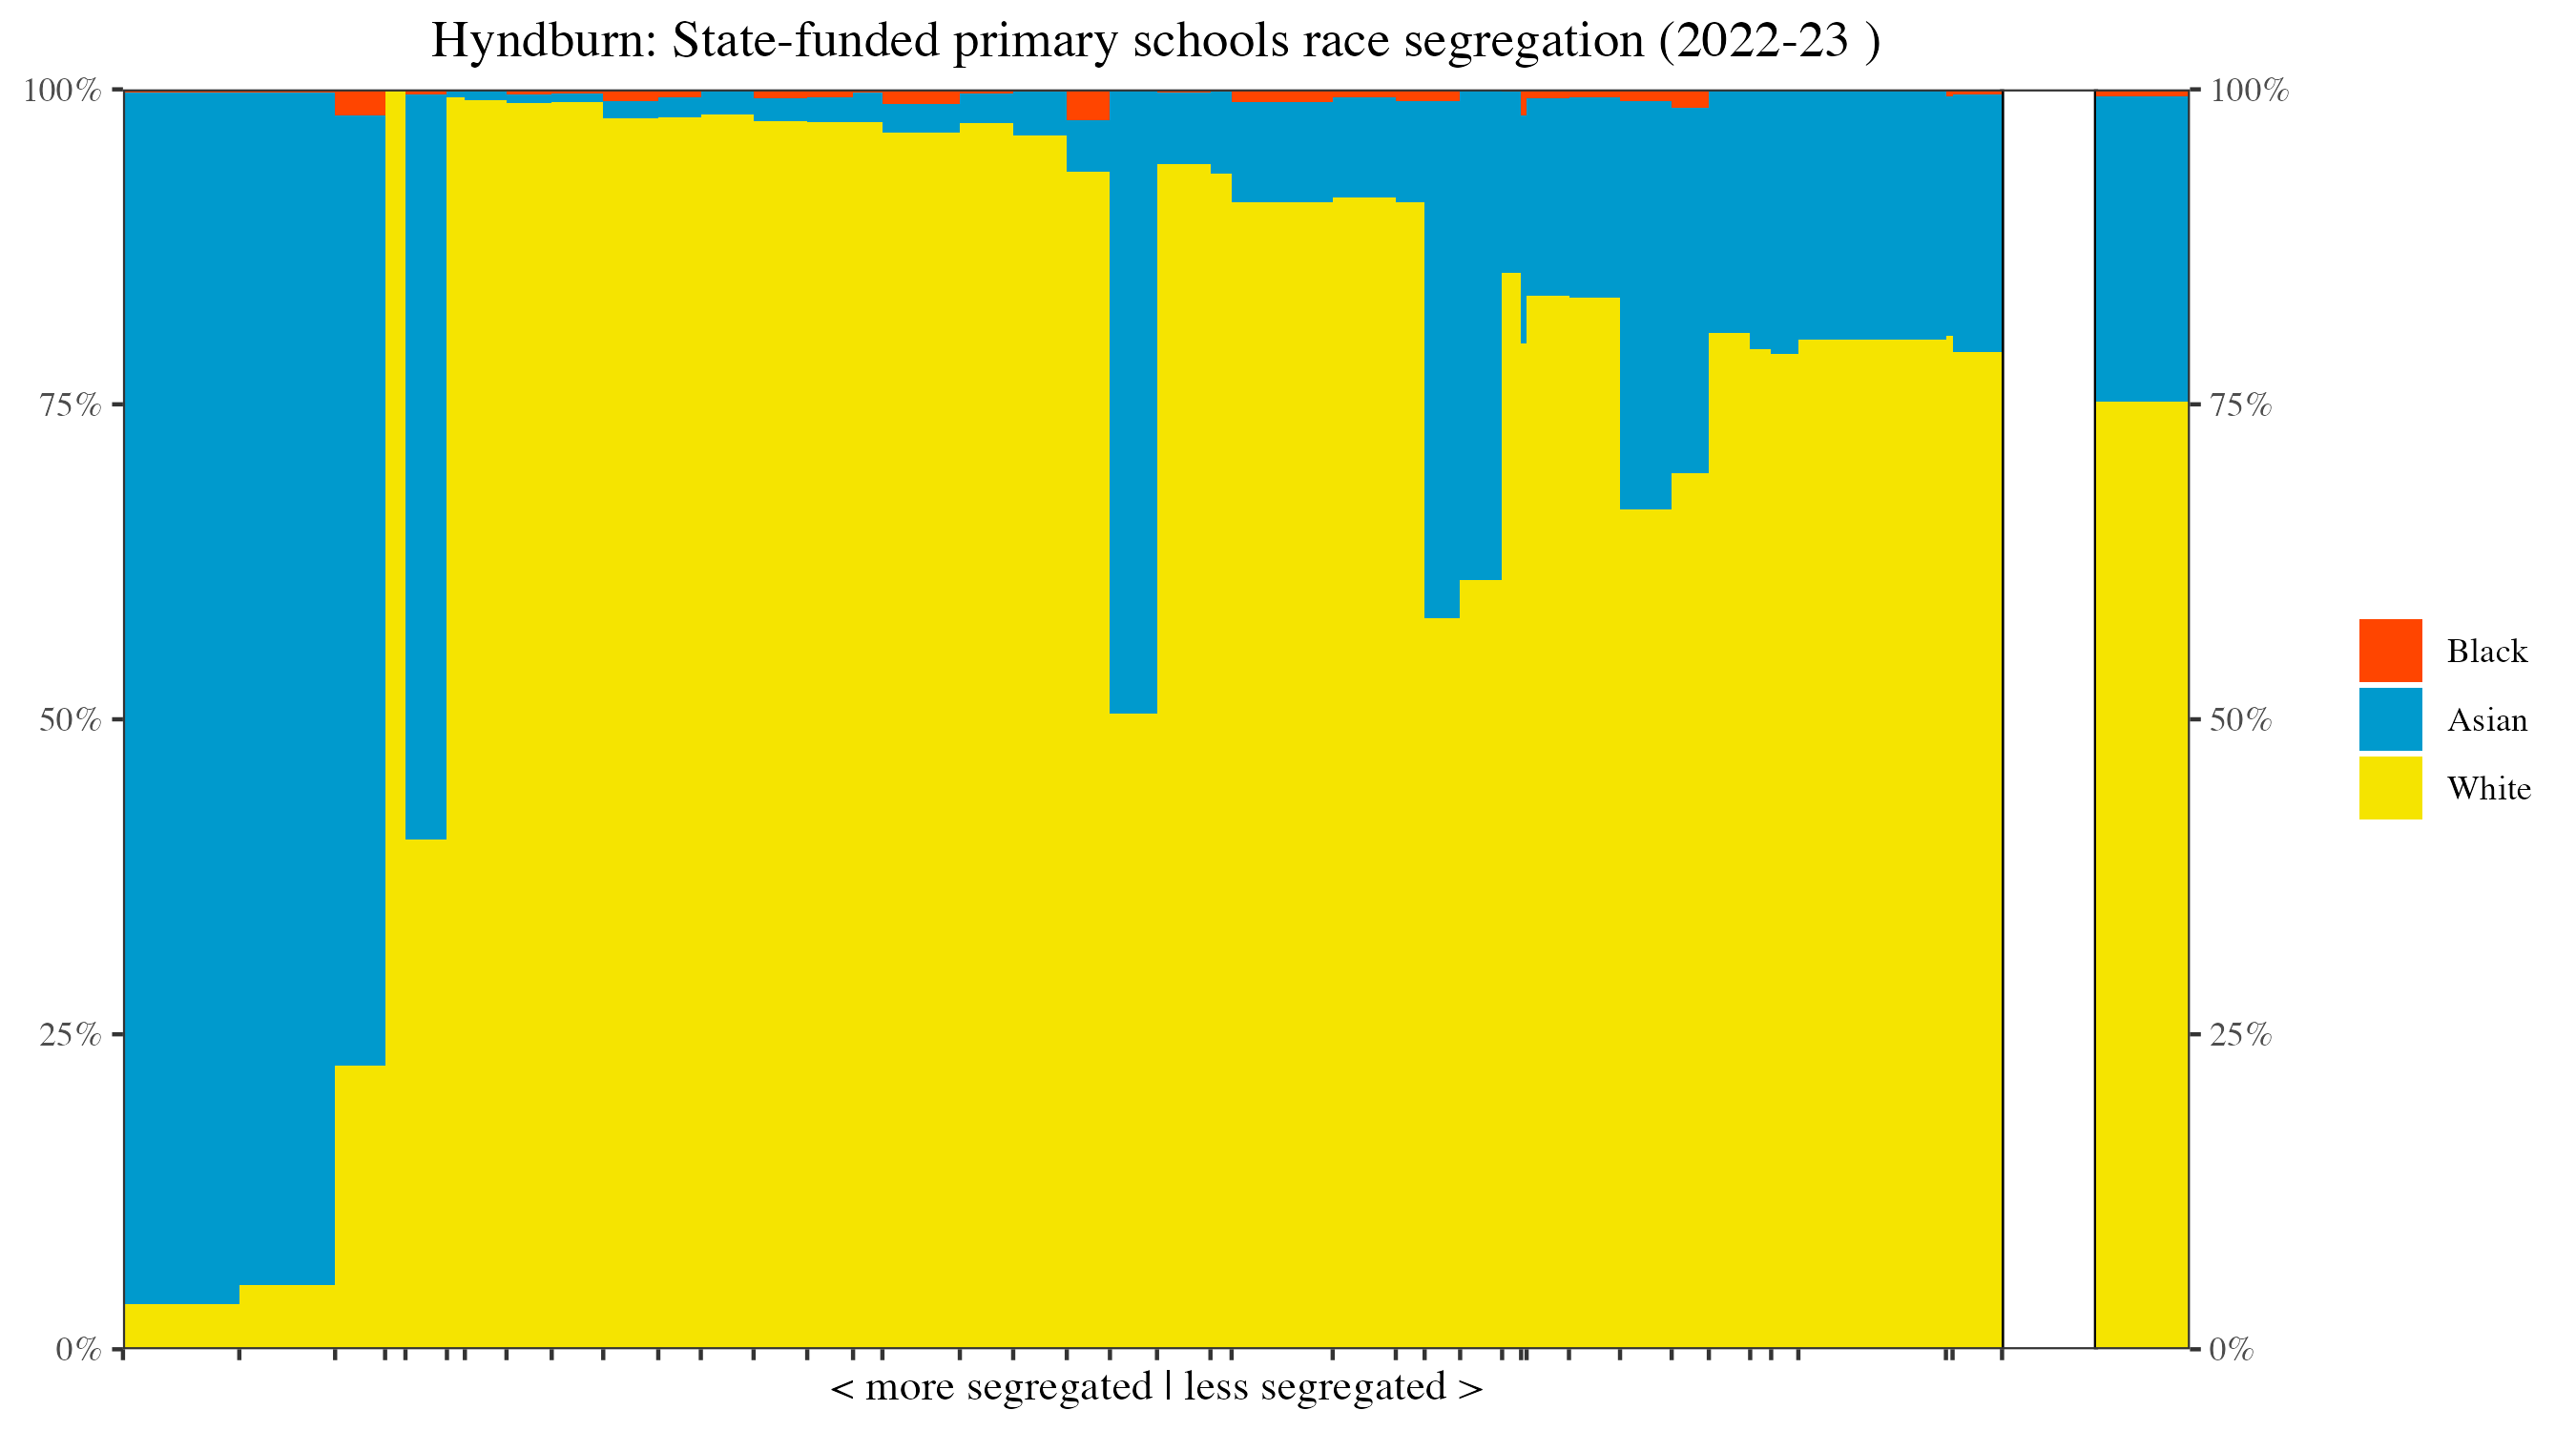 Hyndburn: State-funded primary schools race segregation (2022-23 )
100%
75%
50%
25%
0%
100%
75%
50%
25%
0%
Black
Asian
White
< more segregated | less segregated >